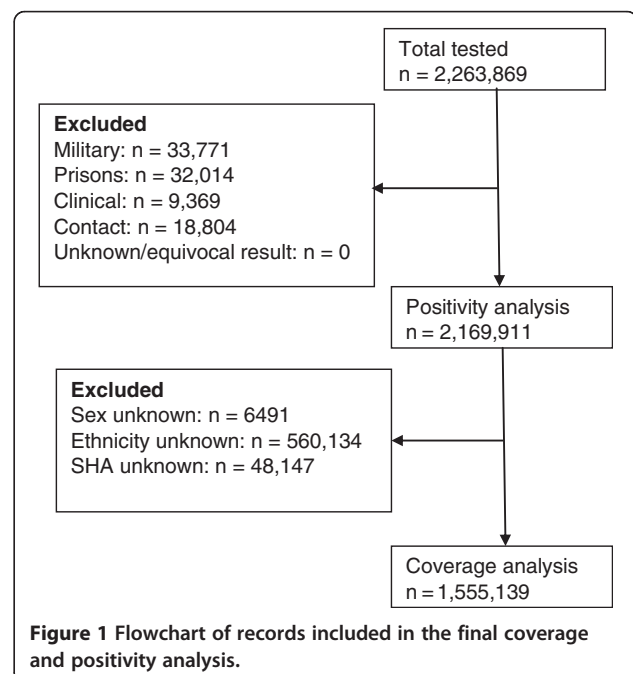 Total tested
n = 2,263,869
Excluded
Military: n = 33,771
Prisons: n = 32,014
Clinical: n = 9,369
Contact: n = 18,804
Unknown/equivocal result: n = 0
Positivity analysis
n = 2,169,911
Excluded
Sex unknown: n = 6491
Ethnicity unknown: n = 560,134
SHA unknown: n = 48,147
Coverage analysis
n = 1,555,139
Figure 1 Flowchart of records included in the final coverage
and positivity analysis.